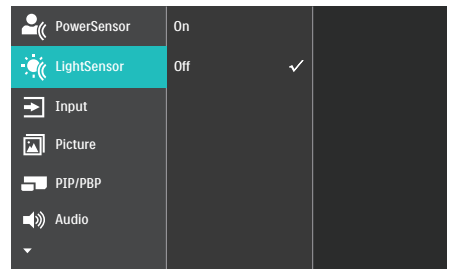 PowerSensor
On
LightSensor
Off
Input
Picture
PIP/PBP
Audio